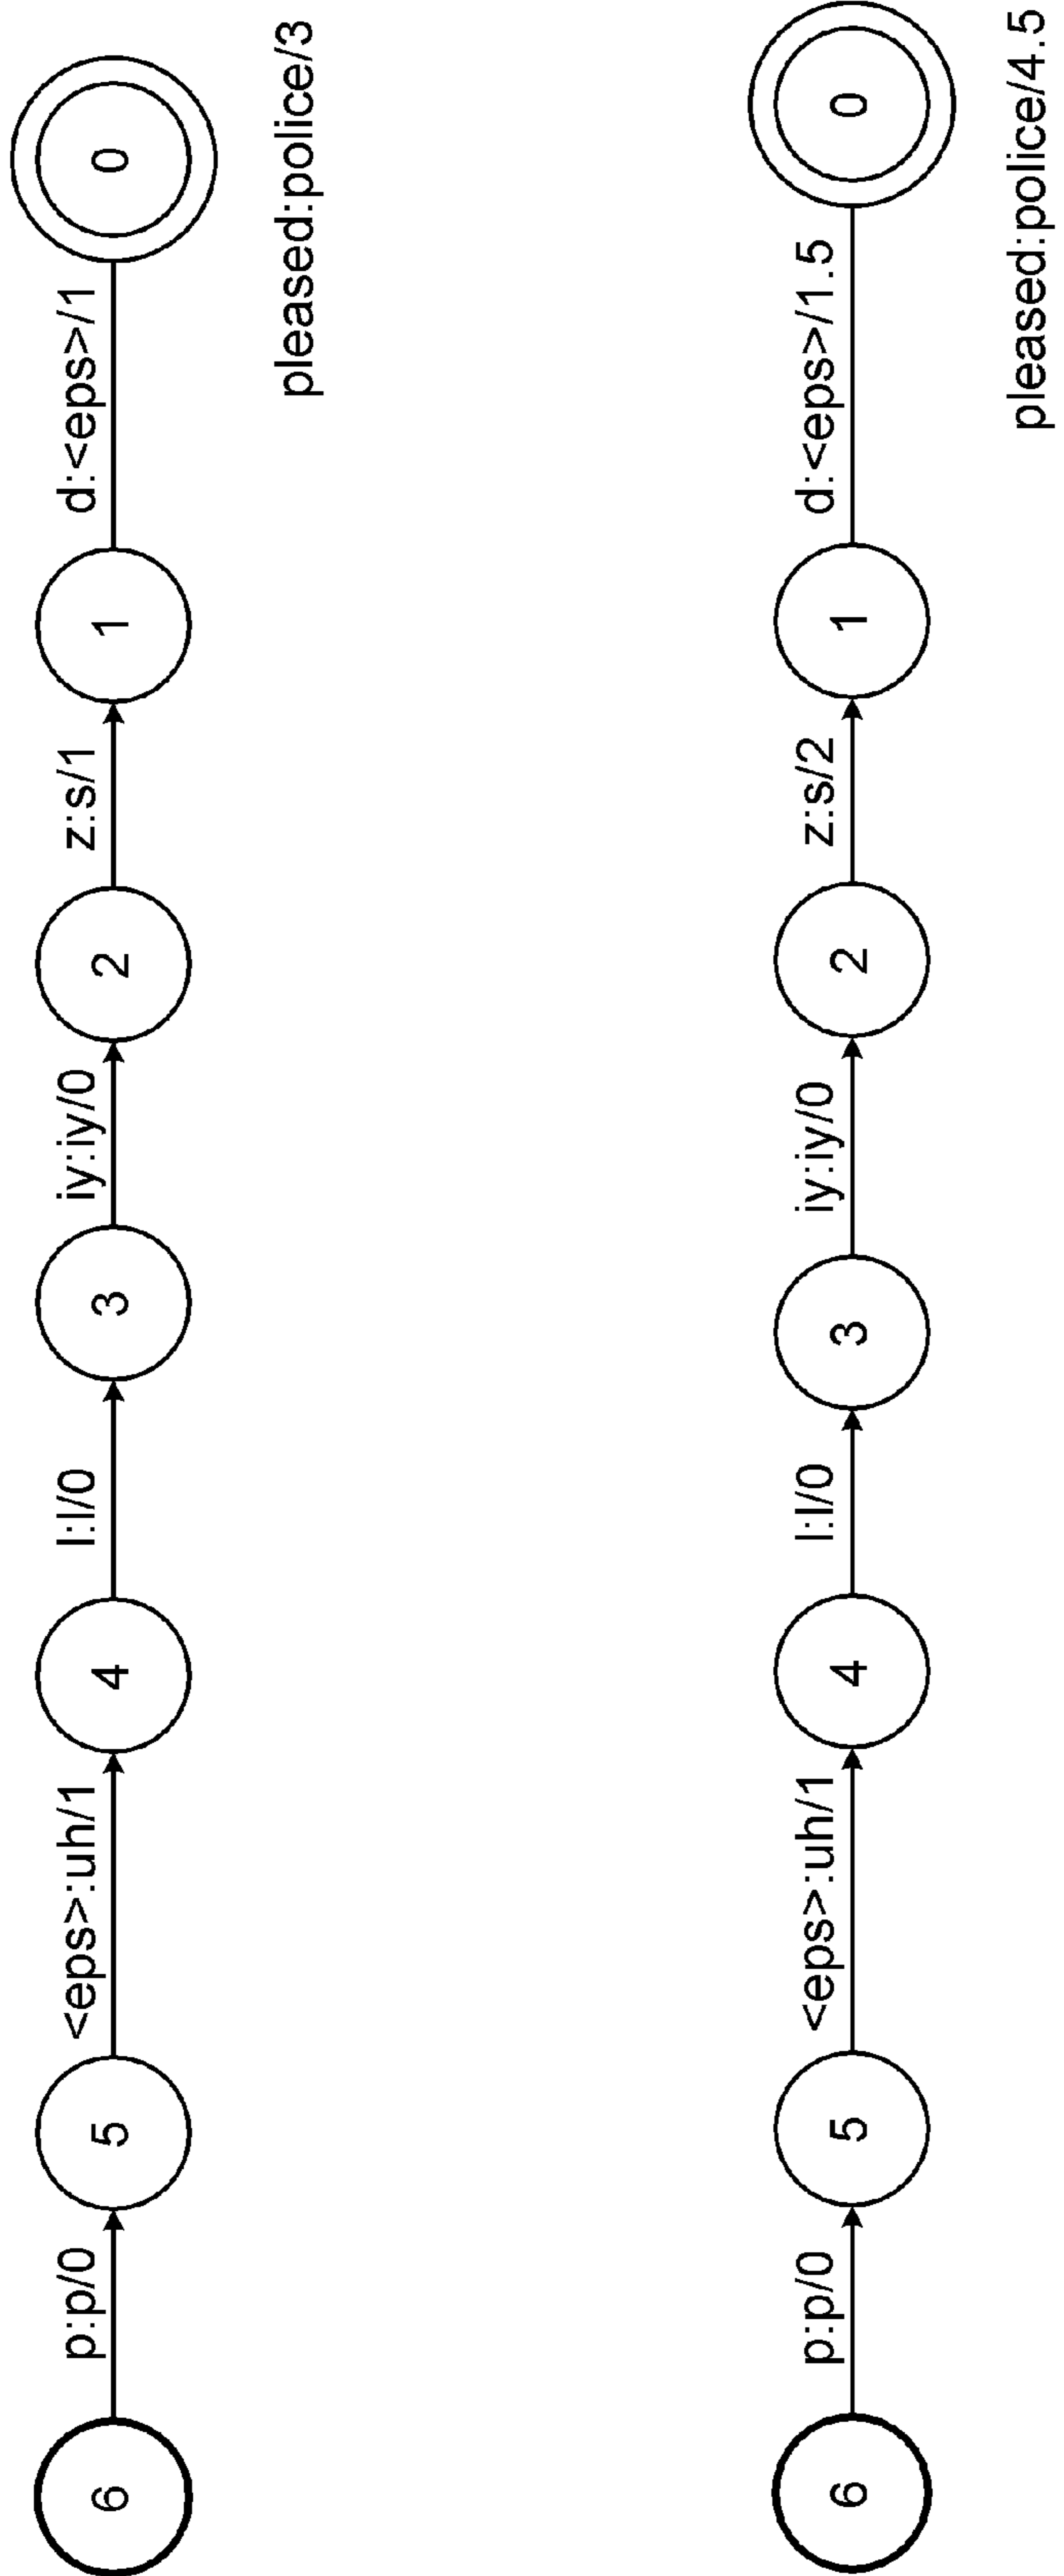 6 p:p/0 5 <eps>:uh/1 4 l:l/0 3 iy:iy/0 2 z:s/1 1 d:<eps>/1 0
pleased:police/3
6 p:p/0 5 <eps>:uh/1 4 l:l/0 3 iy:iy/0 2 z:s/2 1 d:<eps>/1.5 0
pleased:police/4.5